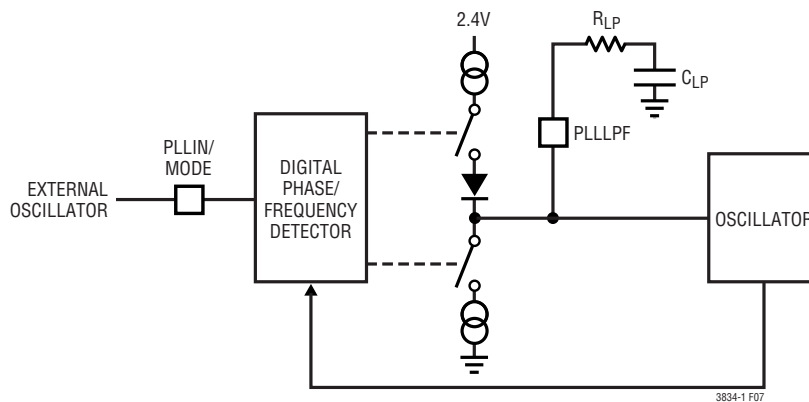 2.4V
RLP
CLP
PLLLPF
PLLIN/
MODE
DIGITAL
PHASE/
FREQUENCY
DETECTOR
EXTERNAL
OSCILLATOR
OSCILLATOR
3834-1 F07